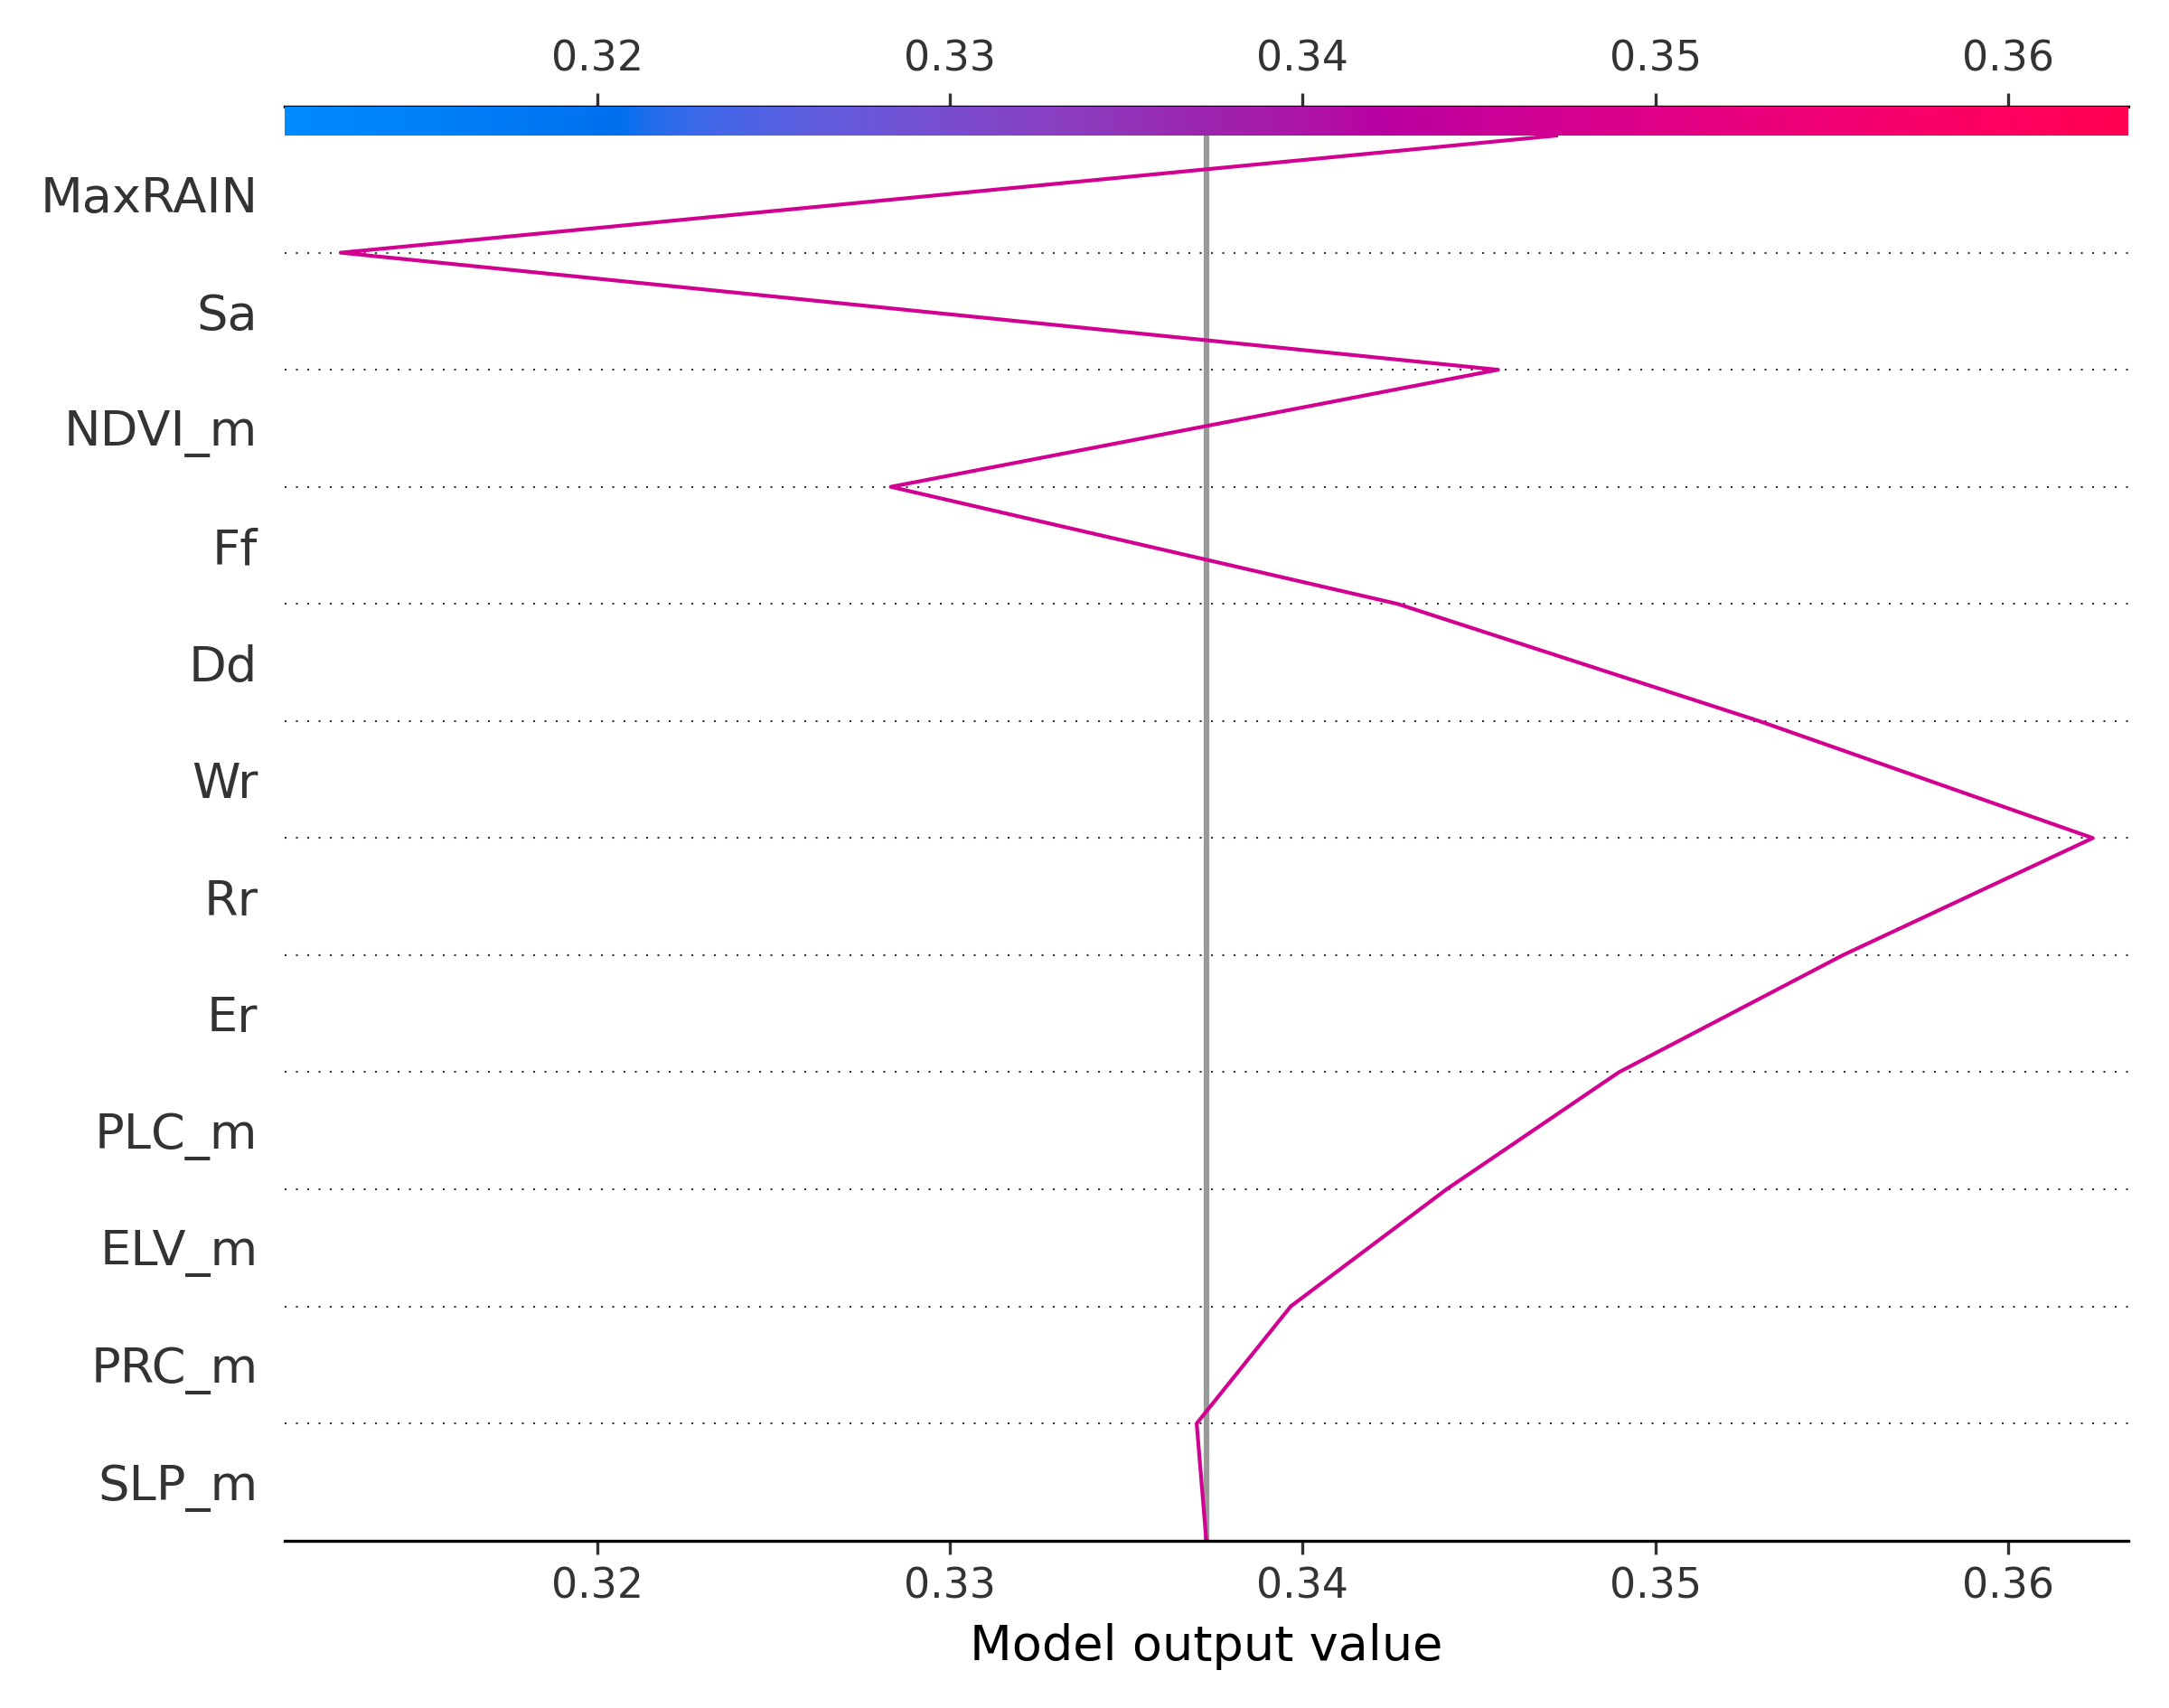 0.32 0.33 0.34 0.35 0.36
MaxRAIN
Sa
NDVI_m
Ff
Dd
Wr
Rr
Er
PLC_m
ELV_m
PRC_m
SLP_m
0.32 0.33 0.34 0.35 0.36
Model output value